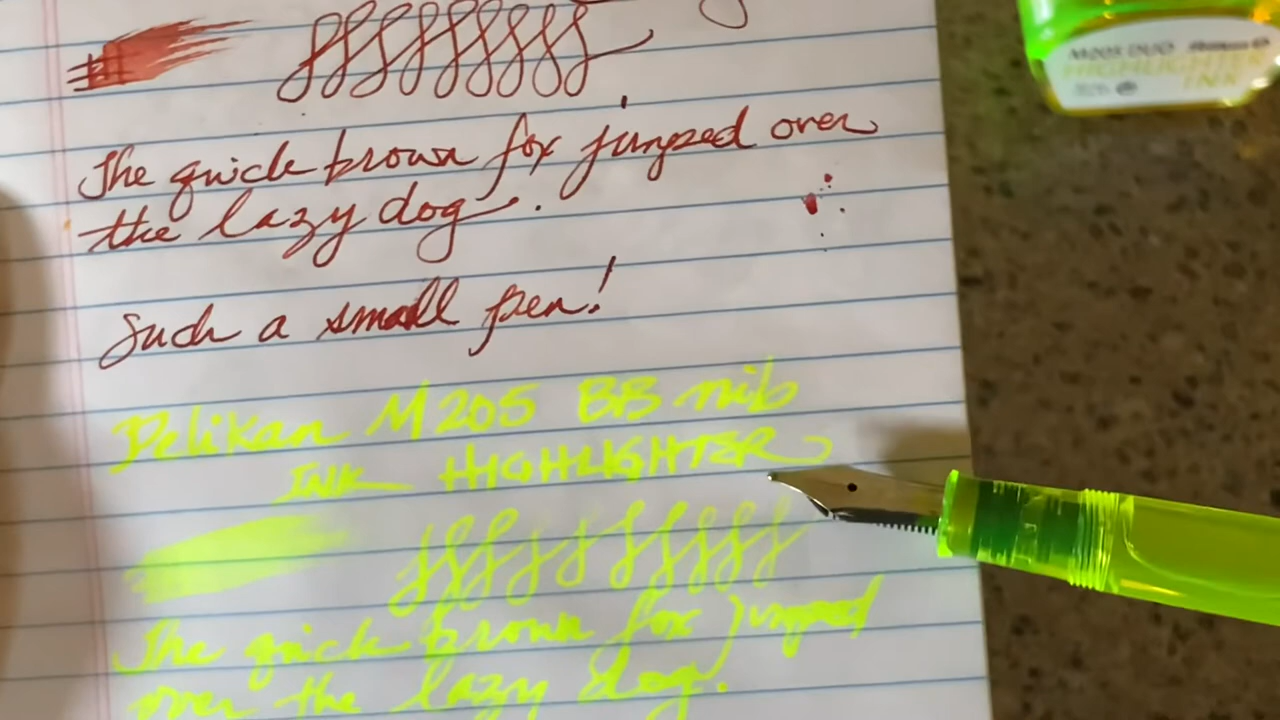 M205 DUO Pelikan
HIGHLIGHTER
INK
The quick brown fox jumped over
the lazy dog.
Such a small pen!
Pelikan M205 BB nib
INK HIGHLIGHTER
The quick brown fox jumped
over the lazy dog.